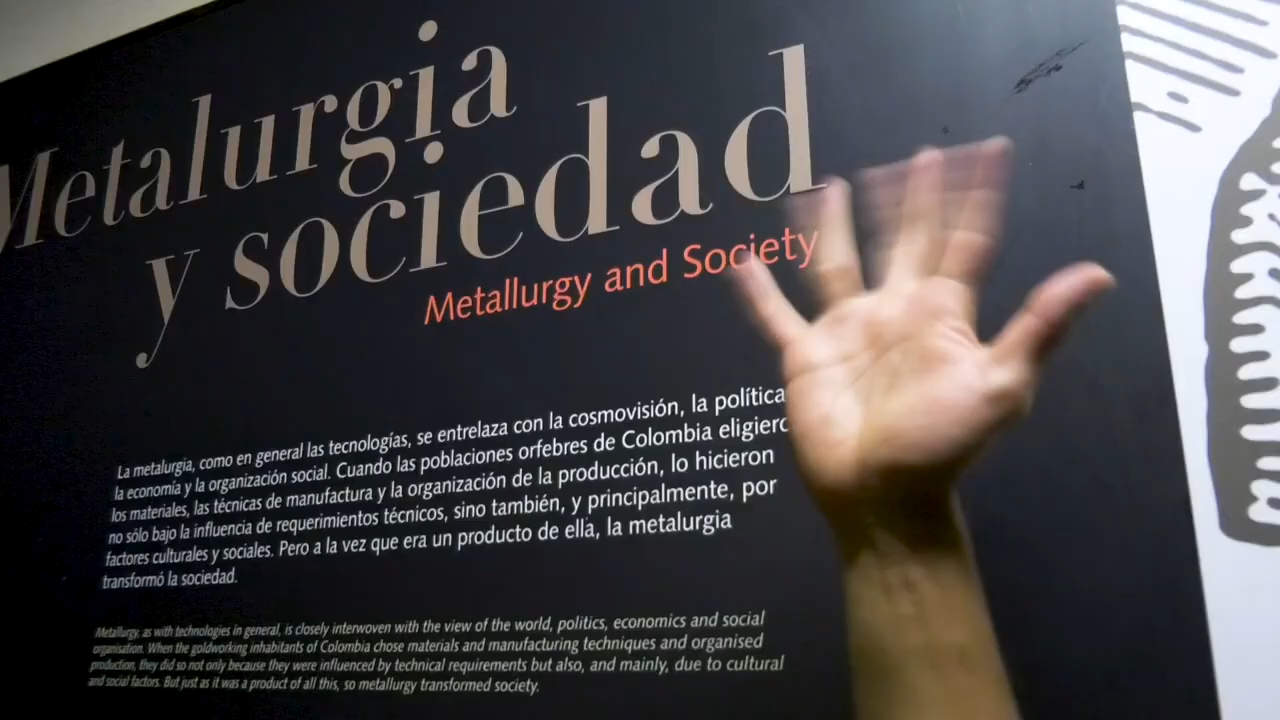 Metalurgia
y sociedad
Metallurgy and Society
La metalurgia, como en general las tecnologías, se entrelaza con la cosmovisión, la política
la economía y la organización social. Cuando las poblaciones orfebres de Colombia eligiero
los materiales, las técnicas de manufactura y la organización de la producción, lo hicieron
no sólo bajo la influencia de requerimientos técnicos, sino también, y principalmente, por
factores culturales y sociales. Pero a la vez que era un producto de ella, la metalurgia
transformó la sociedad.
Metallurgy, as with technologies in general, is closely interwoven with the view of the world, politics, economics and social
organisation. When the goldworking inhabitants of Colombia chose materials and manufacturing techniques and organised
production, they did so not only because they were influenced by technical requirements but also, and mainly, due to cultural
and social factors. But just as it was a product of all this, so metallurgy transformed society.